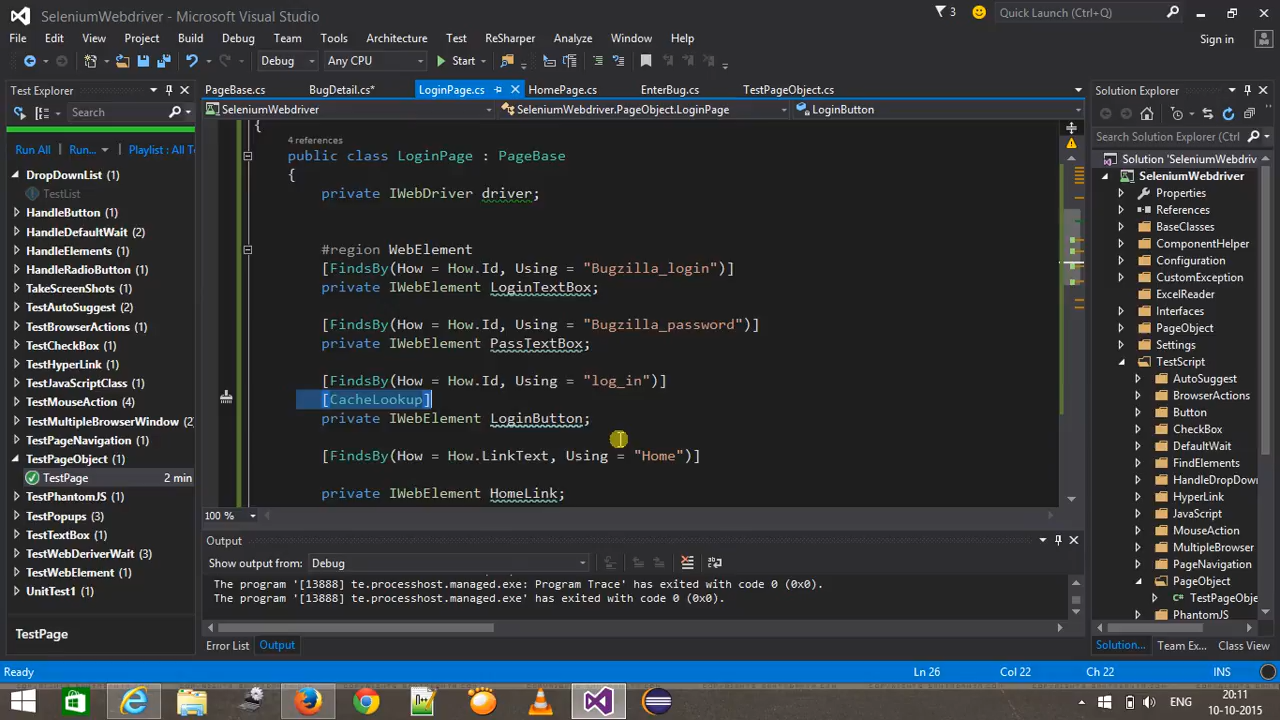 SeleniumWebdriver - Microsoft Visual Studio
3
Quick Launch (Ctrl+Q)
File Edit View Project Build Debug Team Tools Architecture Test ReSharper Analyze Window Help
Sign in
Debug Any CPU Start
Test Explorer
Search
Run All Run... Playlist : All T
DropDownList (1)
TestList
HandleButton (1)
HandleDefaultWait (2)
HandleElements (1)
HandleRadioButton (1)
TakeScreenShots (1)
TestAutoSuggest (2)
TestBrowserActions (1)
TestCheckBox (1)
TestHyperLink (1)
TestJavaScriptClass (1)
TestMouseAction (4)
TestMultipleBrowserWindow (1)
TestPageNavigation (1)
TestPageObject (1)
TestPage 2 min
TestPhantomJS (1)
TestPopups (3)
TestTextBox (1)
TestWebDeriverWait (3)
TestWebElement (1)
UnitTest1 (1)
TestPage
PageBase.cs BugDetail.cs* LoginPage.cs HomePage.cs EnterBug.cs TestPageObject.cs
SeleniumWebdriver SeleniumWebdriver.PageObject.LoginPage LoginButton
{
4 references
public class LoginPage : PageBase
{
private IWebDriver driver;
#region WebElement
[FindsBy(How = How.Id, Using = "Bugzilla_login")]
private IWebElement LoginTextBox;
[FindsBy(How = How.Id, Using = "Bugzilla_password")]
private IWebElement PassTextBox;
[FindsBy(How = How.Id, Using = "log_in")]
[CacheLookup]
private IWebElement LoginButton;
[FindsBy(How = How.LinkText, Using = "Home")]
private IWebElement HomeLink;
100 %
Output
Show output from: Debug
The program '[13888] te.processhost.managed.exe: Program Trace' has exited with code 0 (0x0).
The program '[13888] te.processhost.managed.exe' has exited with code 0 (0x0).
Error List Output
Solution Explorer
Search Solution Explorer (Ctrl+
Solution 'SeleniumWebdriv
SeleniumWebdriver
Properties
References
BaseClasses
ComponentHelper
Configuration
CustomException
ExcelReader
Interfaces
PageObject
Settings
TestScript
AutoSuggest
BrowserActions
Button
CheckBox
DefaultWait
FindElements
HandleDropDown
HyperLink
JavaScript
MouseAction
MultipleBrowser
PageNavigation
PageObject
TestPageObje
PhantomJS
Solution... Team Ex... Class View
Ready Ln 26 Col 22 Ch 22 INS
ENG
20:11
10-10-2015